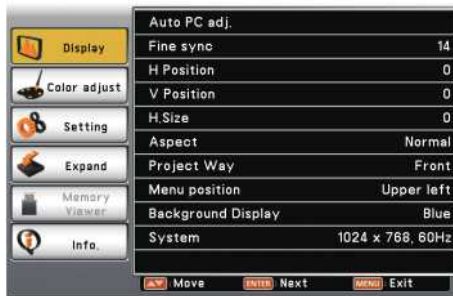 Display
Color adjust
Setting
Expand
Memory
Viewer
Info.
Auto PC adj.
Fine sync 14
H Position 0
V Position 0
H.Size 0
Aspect Normal
Project Way Front
Menu position Upper left
Background Display Blue
System 1024 x 768, 60Hz
▲▼ :Move ENTER :Next MENU :Exit